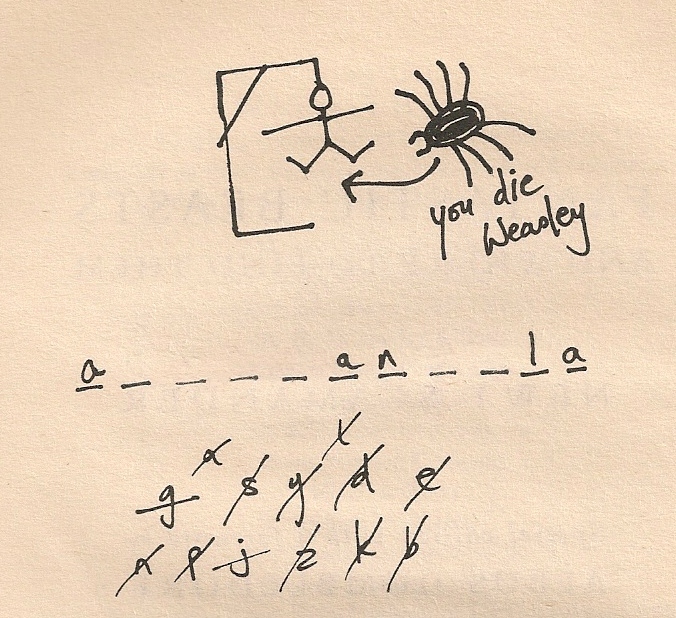 you die
Weasley
a _ _ _ _ a n _ _ l a
g s y d e
j z k b